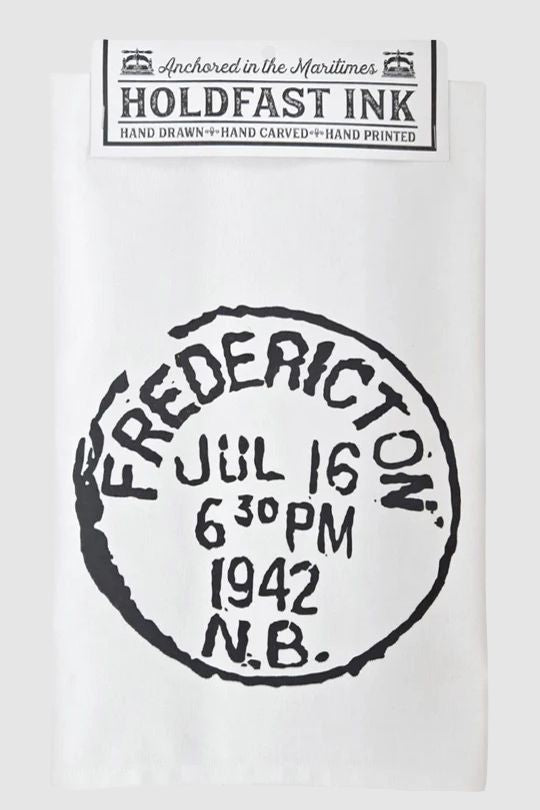 Anchored in the Maritimes
HOLDFAST INK
HAND DRAWN HAND CARVED HAND PRINTED
FREDERICTON
JUL 16
6 30 PM
1942
N.B.